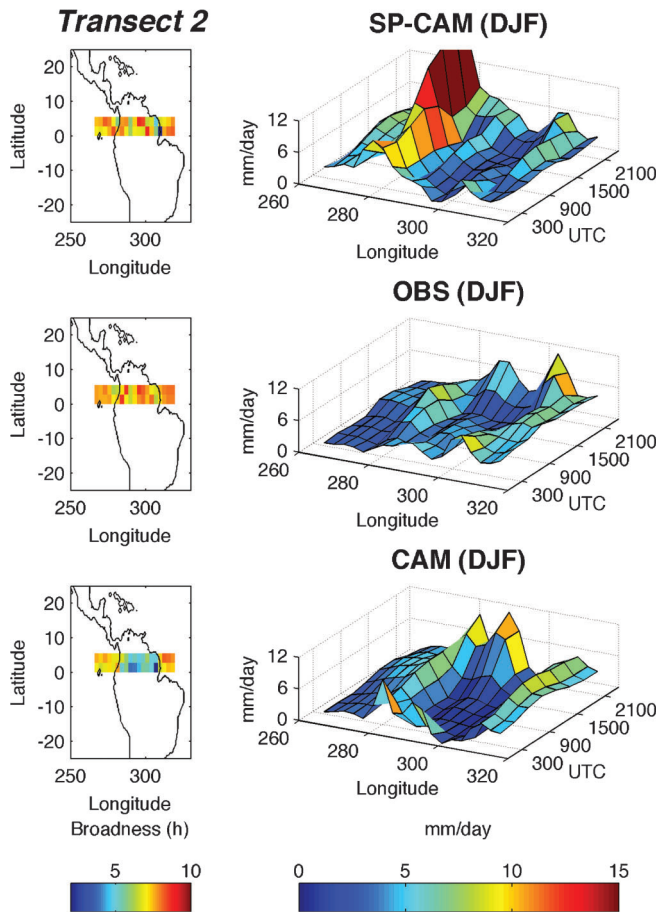 Transect 2
SP-CAM (DJF)
Latitude
20
10
0
-10
-20
250
300
Longitude
mm/day
12
6
0
260
280
300
320
Longitude
300
900
1500
2100
UTC
OBS (DJF)
Latitude
20
10
0
-10
-20
250
300
Longitude
mm/day
12
6
0
260
280
300
320
Longitude
300
900
1500
2100
UTC
CAM (DJF)
Latitude
20
10
0
-10
-20
250
300
Longitude
mm/day
12
6
0
260
280
300
320
Longitude
300
900
1500
2100
UTC
Broadness (h)
5
10
mm/day
0
5
10
15